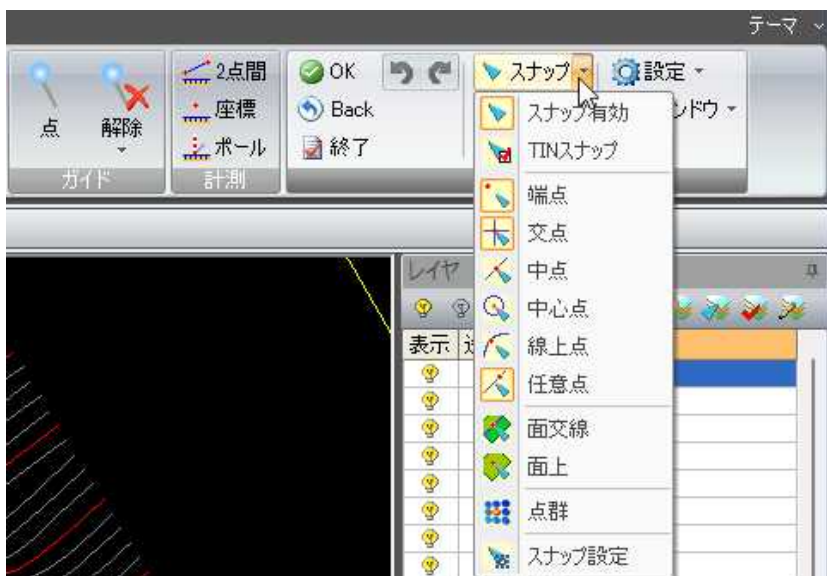 テーマ
点
解除
ガイド
2点間
座標
ポール
計測
OK
Back
終了
スナップ
設定
ンドウ
スナップ有効
TINスナップ
端点
交点
中点
中心点
線上点
任意点
面交線
面上
点群
スナップ設定
レイヤ
表示